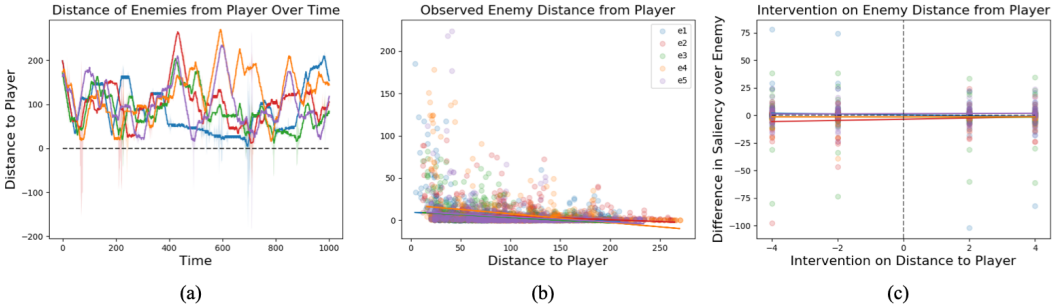 Distance of Enemies from Player Over Time
Distance to Player
200
100
0
−100
−200
0
200
400
600
800
1000
Time
(a)
Observed Enemy Distance from Player
200
150
100
50
0
e1
e2
e3
e4
e5
0
50
100
150
200
250
Distance to Player
(b)
Intervention on Enemy Distance from Player
Difference in Saliency over Enemy
75
50
25
0
−25
−50
−75
−100
−4
−2
0
2
4
Intervention on Distance to Player
(c)